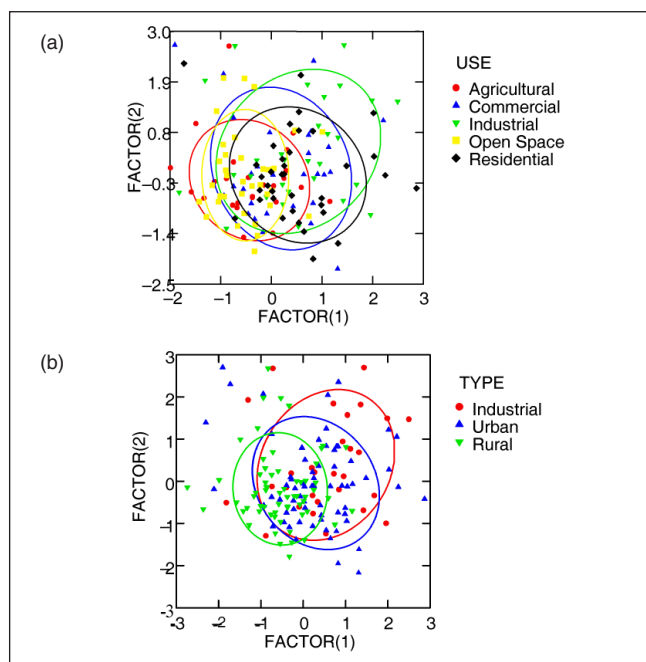 (a)
3.0
1.9
0.8
–0.3
–1.4
–2.5
FACTOR(2)
–2 –1 0 1 2 3
FACTOR(1)
USE
Agricultural
Commercial
Industrial
Open Space
Residential
(b)
3
2
1
0
–1
–2
–3
FACTOR(2)
–3 –2 –1 0 1 2 3
FACTOR(1)
TYPE
Industrial
Urban
Rural